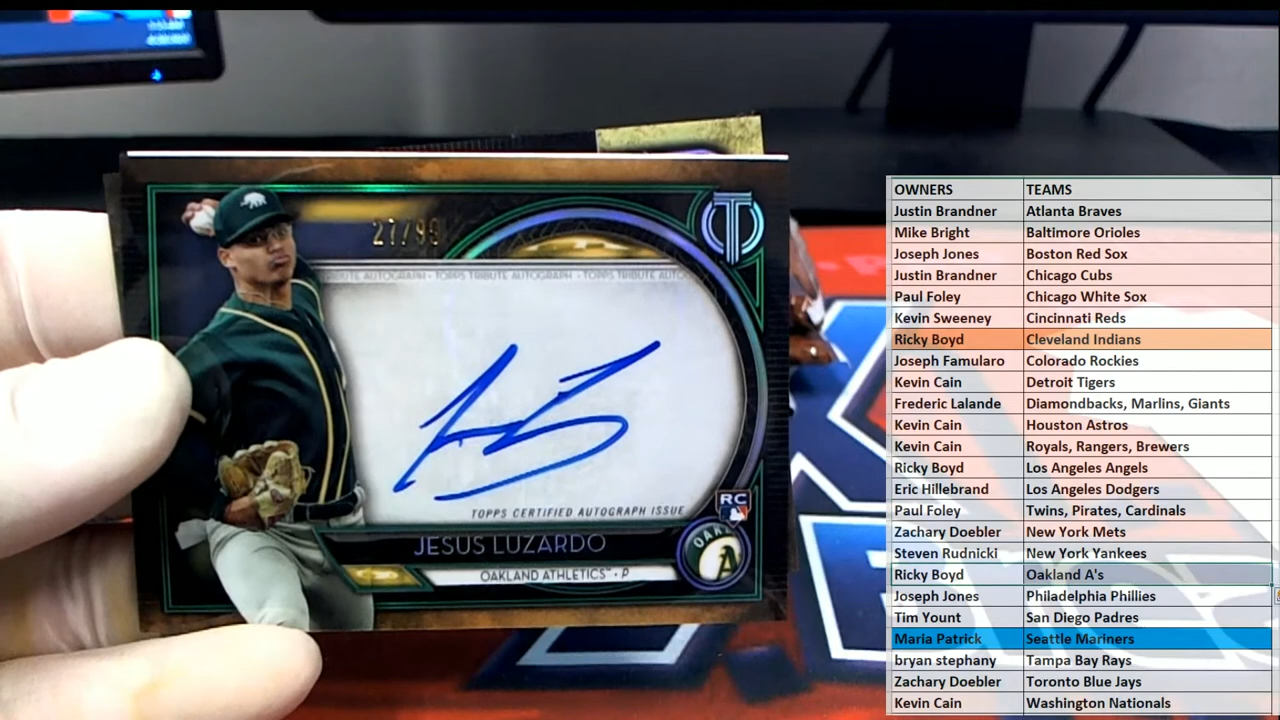 27/99
TRIBUTE AUTOGRAPH · TOPPS TRIBUTE AUTOGRAPH · TOPPS TRIBUTE AUTO
TOPPS CERTIFIED AUTOGRAPH ISSUE
RC
JESUS LUZARDO
OAKLAND ATHLETICS™ · P
OAK
A
OWNERS TEAMS
Justin Brandner Atlanta Braves
Mike Bright Baltimore Orioles
Joseph Jones Boston Red Sox
Justin Brandner Chicago Cubs
Paul Foley Chicago White Sox
Kevin Sweeney Cincinnati Reds
Ricky Boyd Cleveland Indians
Joseph Famularo Colorado Rockies
Kevin Cain Detroit Tigers
Frederic Lalande Diamondbacks, Marlins, Giants
Kevin Cain Houston Astros
Kevin Cain Royals, Rangers, Brewers
Ricky Boyd Los Angeles Angels
Eric Hillebrand Los Angeles Dodgers
Paul Foley Twins, Pirates, Cardinals
Zachary Doebler New York Mets
Steven Rudnicki New York Yankees
Ricky Boyd Oakland A's
Joseph Jones Philadelphia Phillies
Tim Yount San Diego Padres
Maria Patrick Seattle Mariners
bryan stephany Tampa Bay Rays
Zachary Doebler Toronto Blue Jays
Kevin Cain Washington Nationals